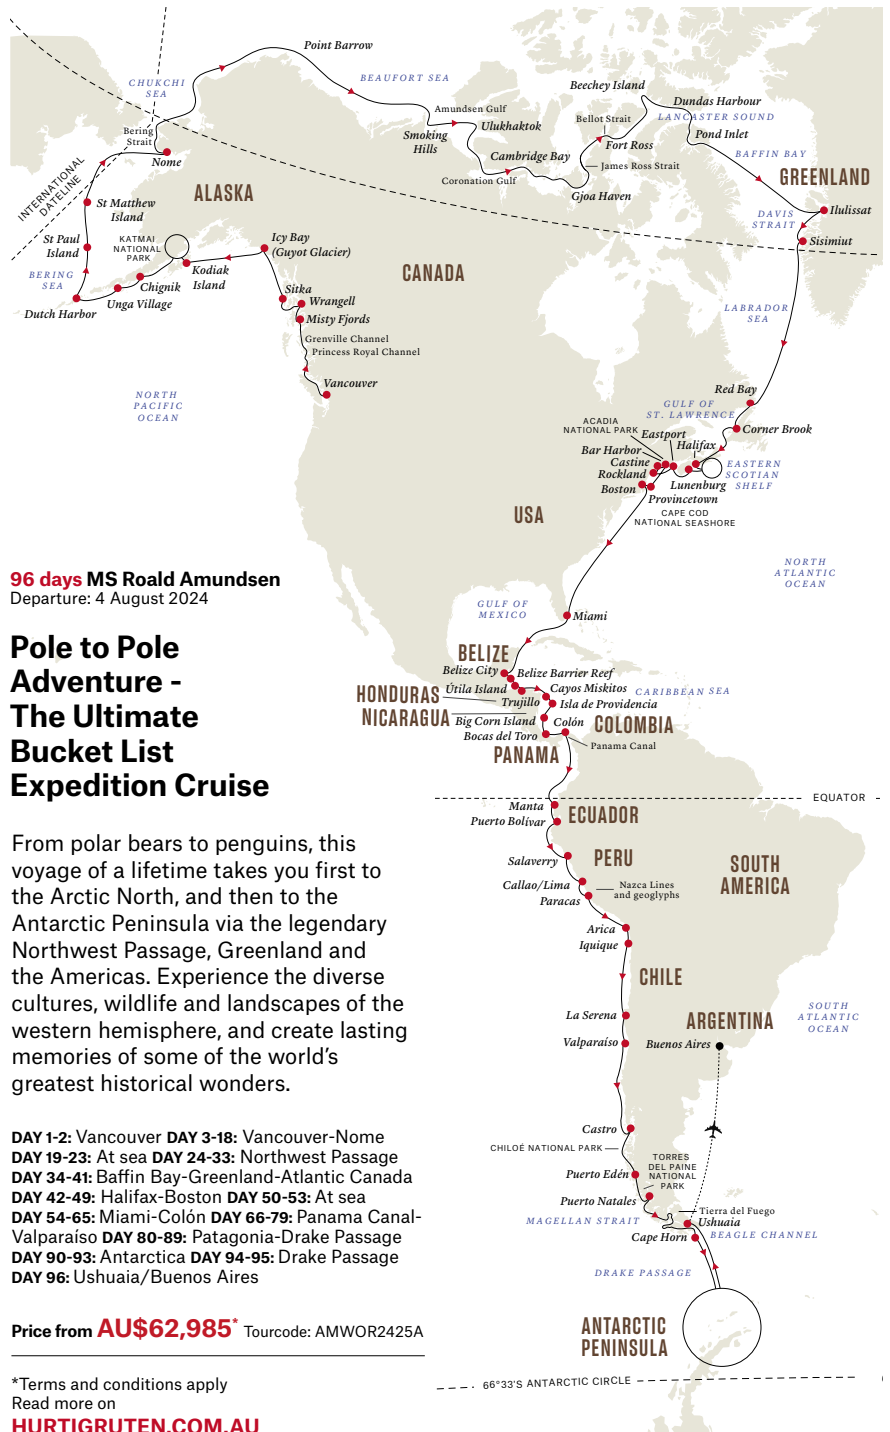 Point Barrow
CHUKCHI
SEA
BEAUFORT SEA
Beechey Island
Amundsen Gulf
Dundas Harbour
LANCASTER SOUND
Bering
Strait
Smoking
Hills
Ulukhaktok
Bellot Strait
Pond Inlet
Nome
Cambridge Bay
Fort Ross
BAFFIN BAY
James Ross Strait
INTERNATIONAL
DATELINE
Coronation Gulf
GREENLAND
ALASKA
Gjoa Haven
St Matthew
Island
DAVIS
STRAIT
Ilulissat
St Paul
Island
KATMAI
NATIONAL
PARK
Icy Bay
(Guyot Glacier)
Sisimiut
BERING
SEA
Kodiak
Island
CANADA
Chignik
Sitka
Unga Village
Wrangell
Dutch Harbor
Misty Fjords
LABRADOR
SEA
Grenville Channel
Princess Royal Channel
Vancouver
NORTH
PACIFIC
OCEAN
Red Bay
GULF OF
ST. LAWRENCE
ACADIA
NATIONAL PARK
Corner Brook
Eastport
Halifax
Bar Harbor
Castine
Rockland
EASTERN
SCOTIAN
SHELF
Boston
Lunenburg
Provincetown
CAPE COD
NATIONAL SEASHORE
USA
NORTH
ATLANTIC
OCEAN
96 days MS Roald Amundsen
Departure: 4 August 2024
GULF OF
MEXICO
Miami
Pole to Pole
Adventure -
The Ultimate
Bucket List
Expedition Cruise
BELIZE
Belize City
Belize Barrier Reef
Útila Island
Cayos Miskitos
CARIBBEAN SEA
HONDURAS
Trujillo
Isla de Providencia
NICARAGUA
Big Corn Island
Colón
COLOMBIA
Bocas del Toro
Panama Canal
PANAMA
EQUATOR
Manta
Puerto Bolívar
ECUADOR
From polar bears to penguins, this
voyage of a lifetime takes you first to
the Arctic North, and then to the
Antarctic Peninsula via the legendary
Northwest Passage, Greenland and
the Americas. Experience the diverse
cultures, wildlife and landscapes of the
western hemisphere, and create lasting
memories of some of the world's
greatest historical wonders.
Salaverry
PERU
SOUTH
AMERICA
Callao/Lima
Nazca Lines
and geoglyphs
Paracas
Arica
Iquique
CHILE
La Serena
ARGENTINA
SOUTH
ATLANTIC
OCEAN
Valparaíso
Buenos Aires
Castro
CHILOÉ NATIONAL PARK
TORRES
DEL PAINE
NATIONAL
PARK
Puerto Edén
Puerto Natales
Tierra del Fuego
MAGELLAN STRAIT
Ushuaia
Cape Horn
BEAGLE CHANNEL
DRAKE PASSAGE
DAY 1-2: Vancouver DAY 3-18: Vancouver-Nome
DAY 19-23: At sea DAY 24-33: Northwest Passage
DAY 34-41: Baffin Bay-Greenland-Atlantic Canada
DAY 42-49: Halifax-Boston DAY 50-53: At sea
DAY 54-65: Miami-Colón DAY 66-79: Panama Canal-
Valparaíso DAY 80-89: Patagonia-Drake Passage
DAY 90-93: Antarctica DAY 94-95: Drake Passage
DAY 96: Ushuaia/Buenos Aires
Price from AU$62,985* Tourcode: AMWOR2425A
ANTARCTIC
PENINSULA
66°33'S ANTARCTIC CIRCLE
*Terms and conditions apply
Read more on
HURTIGRUTEN.COM.AU